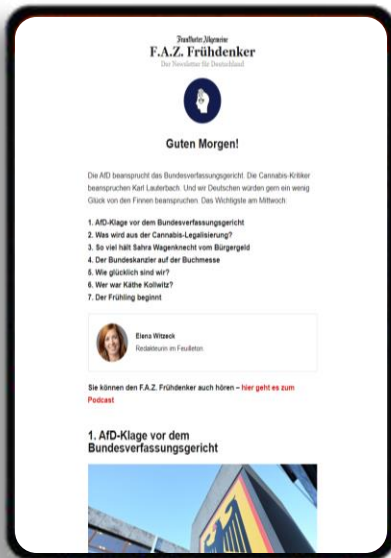 Frankfurter Allgemeine
F.A.Z. Frühdenker
Der Newsletter für Deutschland
Guten Morgen!
Die AfD beansprucht das Bundesverfassungsgericht. Die Cannabis-Kritiker
beanspruchen Karl Lauterbach. Und wir Deutschen würden gern ein wenig
Glück von den Finnen beanspruchen. Das Wichtigste am Mittwoch:
1. AfD-Klage vor dem Bundesverfassungsgericht
2. Was wird aus der Cannabis-Legalisierung?
3. So viel hält Sahra Wagenknecht vom Bürgergeld
4. Der Bundeskanzler auf der Buchmesse
5. Wie glücklich sind wir?
6. Wer war Käthe Kollwitz?
7. Der Frühling beginnt
Elena Witzeck
Redakteurin im Feuilleton
Sie können den F.A.Z. Frühdenker auch hören – hier geht es zum
Podcast
1. AfD-Klage vor dem
Bundesverfassungsgericht